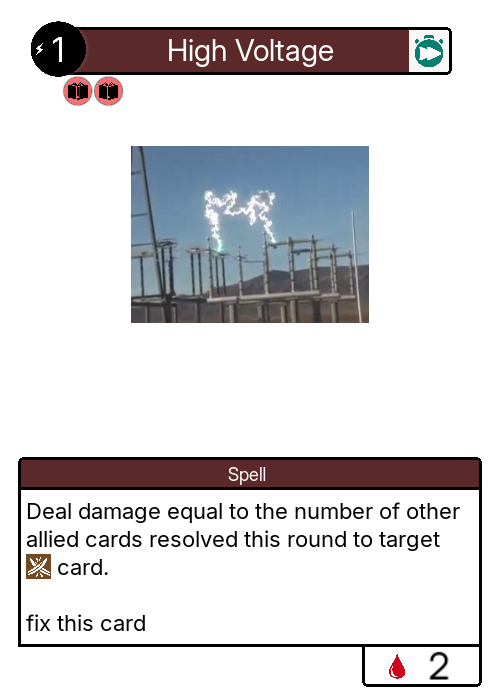 1
High Voltage
Spell
Deal damage equal to the number of other
allied cards resolved this round to target
card.
fix this card
2